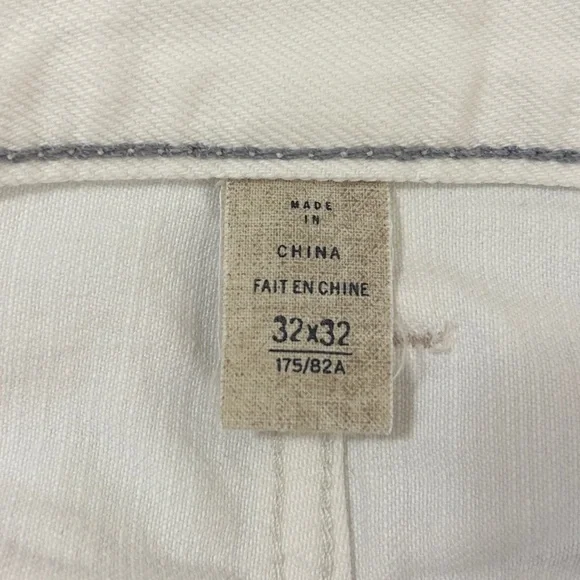 MADE
IN
CHINA
FAIT EN CHINE
32x32
175/82A